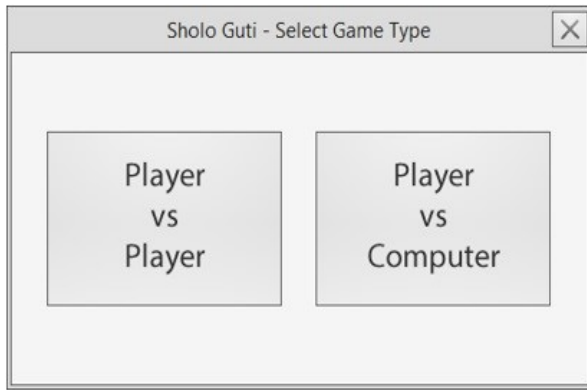 Sholo Guti - Select Game Type
Player
vs
Player
Player
vs
Computer